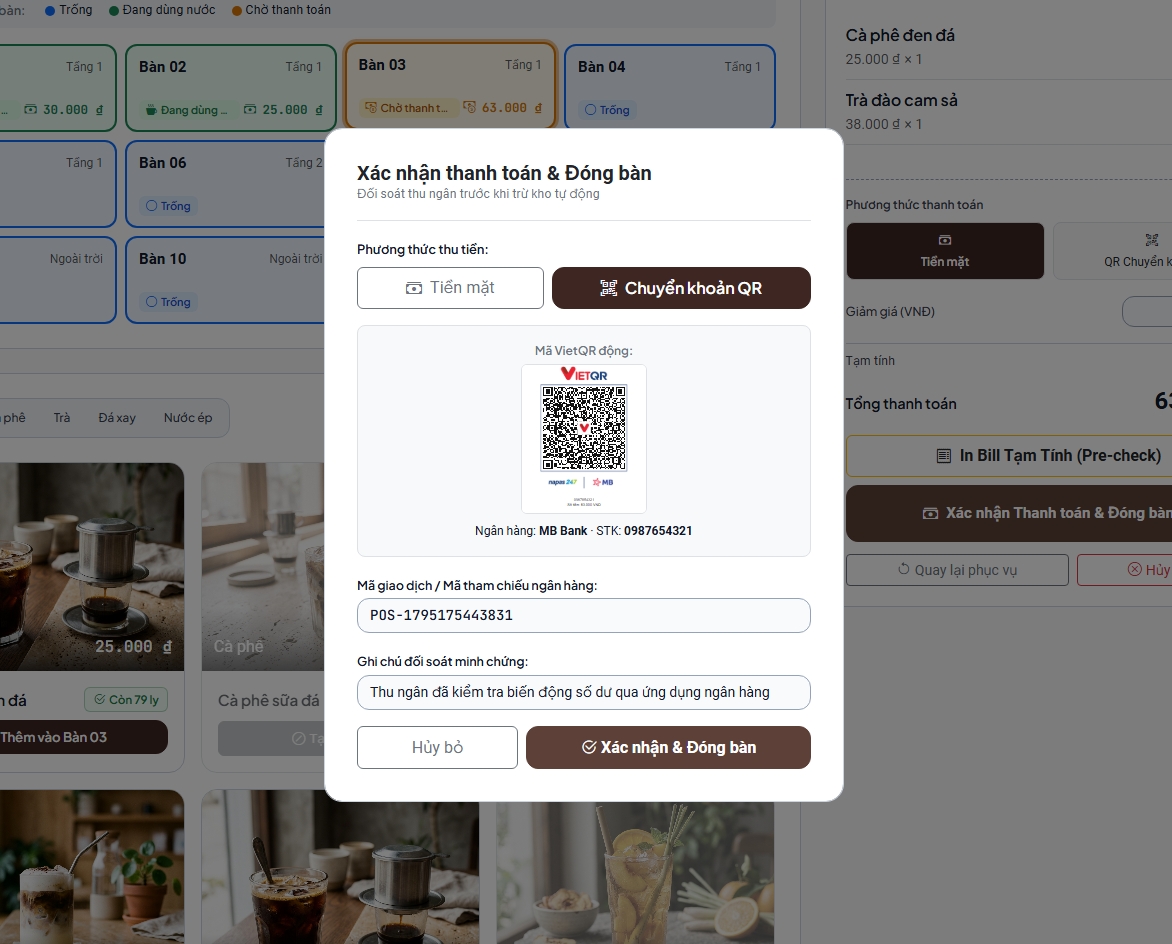 bàn: Trống Đang dùng nước Chờ thanh toán
Tầng 1
... 30.000 ₫
Bàn 02 Tầng 1
Đang dùng ... 25.000 ₫
Bàn 03 Tầng 1
Chờ thanh t... 63.000 ₫
Bàn 04 Tầng 1
Trống
Tầng 1
Bàn 06 Tầng 2
Trống
Ngoài trời
Bàn 10 Ngoài trời
Trống
phê Trà Đá xay Nước ép
25.000 ₫
Cà phê
đá Còn 79 ly
Thêm vào Bàn 03
Cà phê sữa đá
Xác nhận thanh toán & Đóng bàn
Đối soát thu ngân trước khi trừ kho tự động
Phương thức thu tiền:
Tiền mặt Chuyển khoản QR
Mã VietQR động:
VIETQR
napas 247 MB
Ngân hàng: MB Bank · STK: 0987654321
Mã giao dịch / Mã tham chiếu ngân hàng:
POS-1795175443831
Ghi chú đối soát minh chứng:
Thu ngân đã kiểm tra biến động số dư qua ứng dụng ngân hàng
Hủy bỏ Xác nhận & Đóng bàn
Cà phê đen đá
25.000 ₫ × 1
Trà đào cam sả
38.000 ₫ × 1
Phương thức thanh toán
Tiền mặt QR Chuyển k
Giảm giá (VNĐ)
Tạm tính
Tổng thanh toán 63
In Bill Tạm Tính (Pre-check)
Xác nhận Thanh toán & Đóng bàn
Quay lại phục vụ Hủy